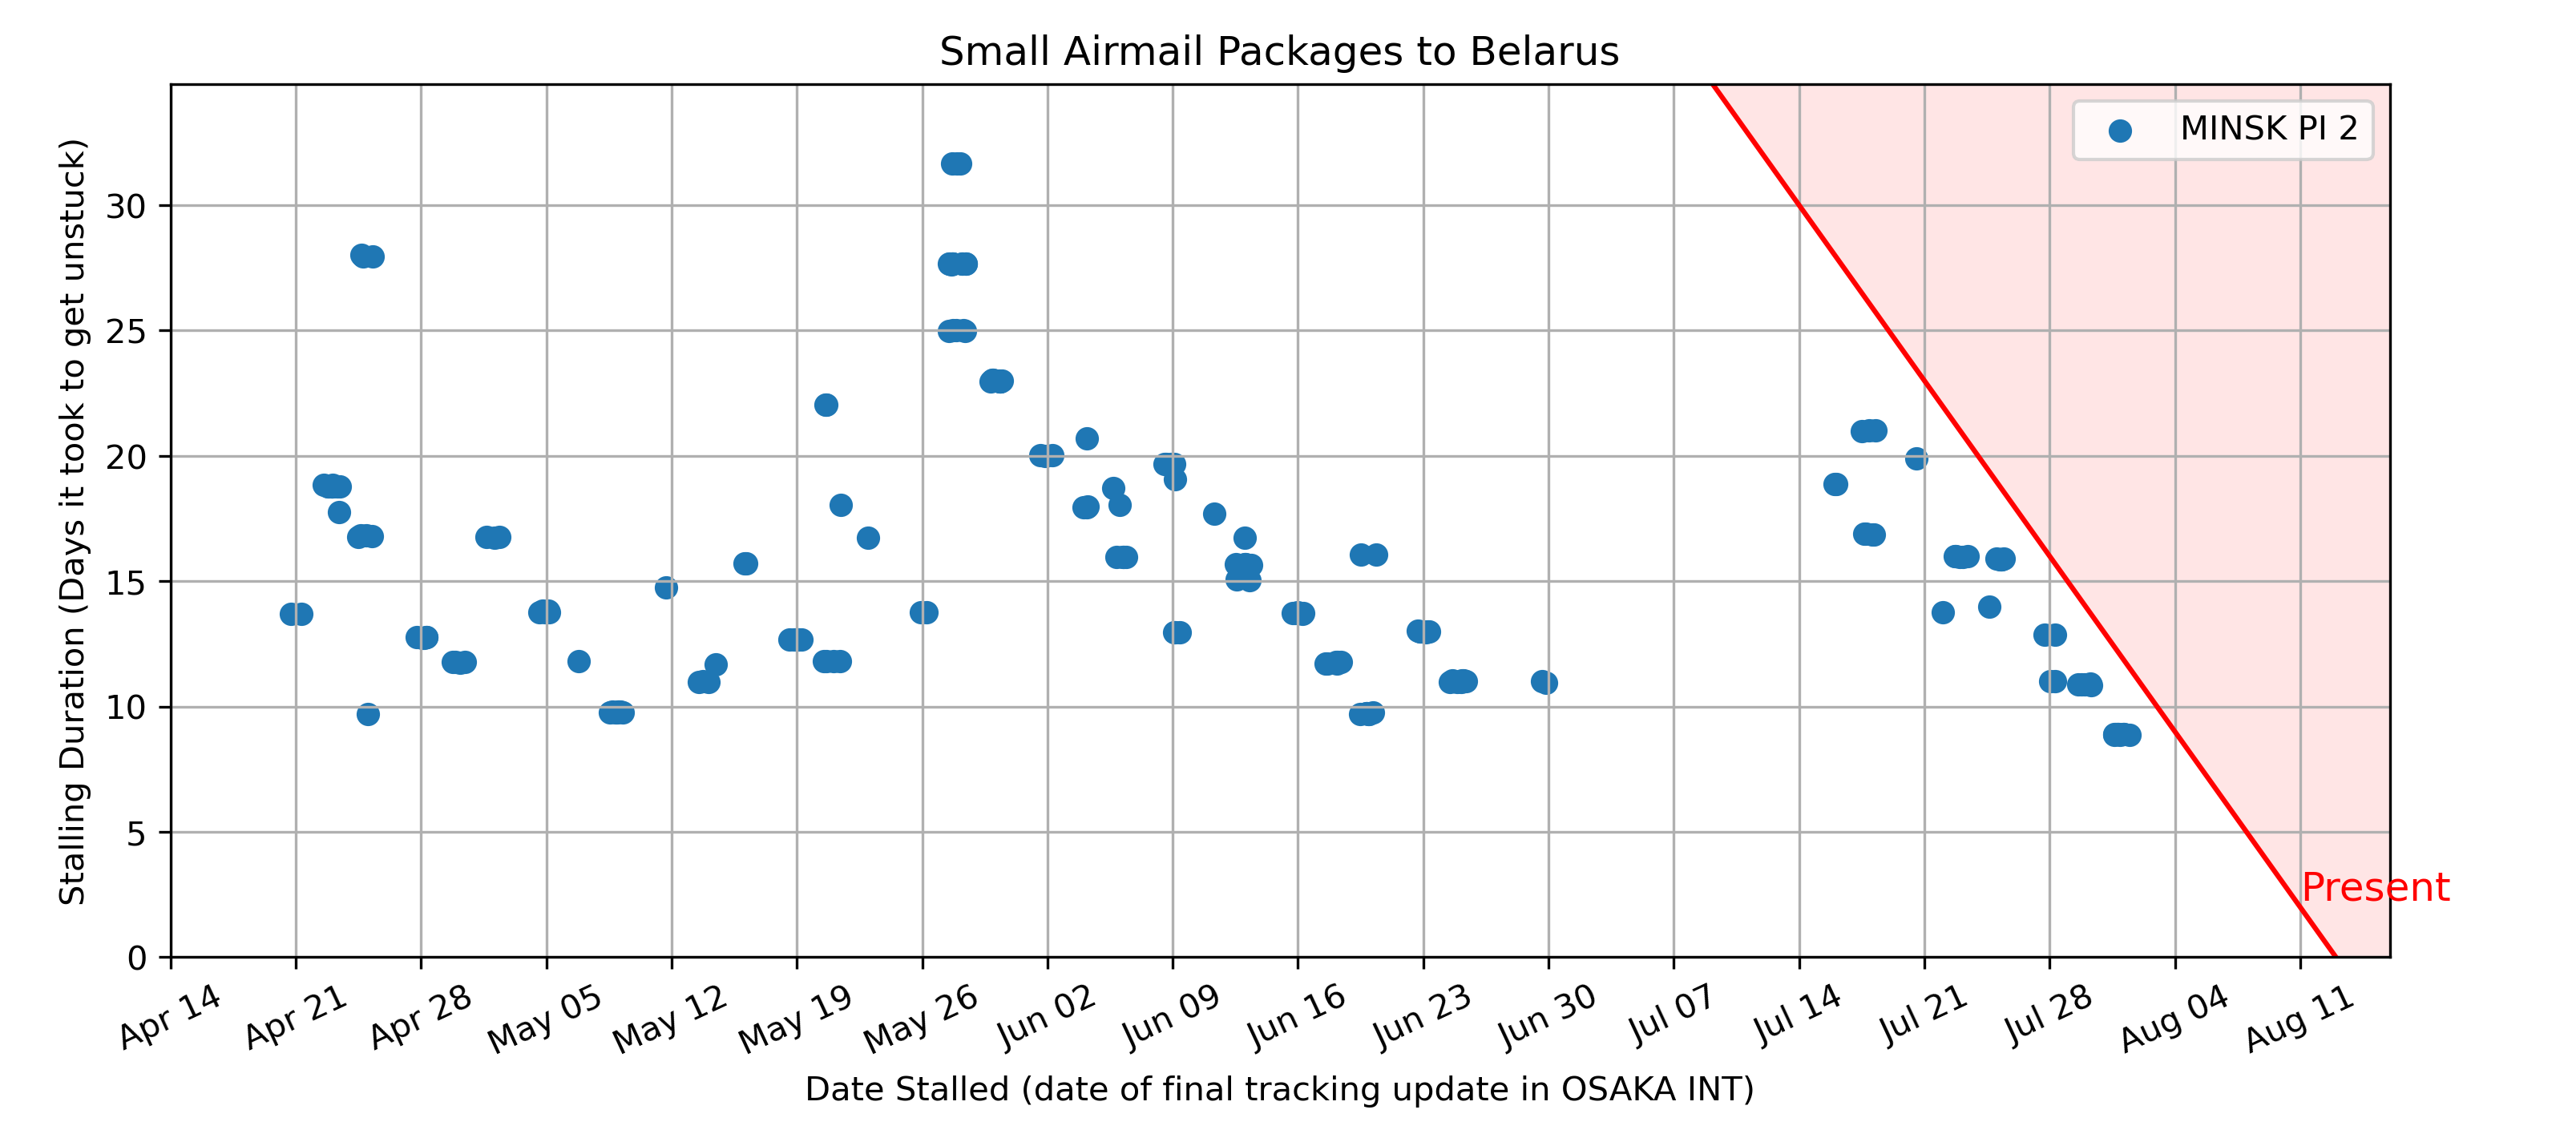 Small Airmail Packages to Belarus
MINSK PI 2
Stalling Duration (Days it took to get unstuck)
30
25
20
15
10
5
0
Present
Apr 14
Apr 21
Apr 28
May 05
May 12
May 19
May 26
Jun 02
Jun 09
Jun 16
Jun 23
Jun 30
Jul 07
Jul 14
Jul 21
Jul 28
Aug 04
Aug 11
Date Stalled (date of final tracking update in OSAKA INT)